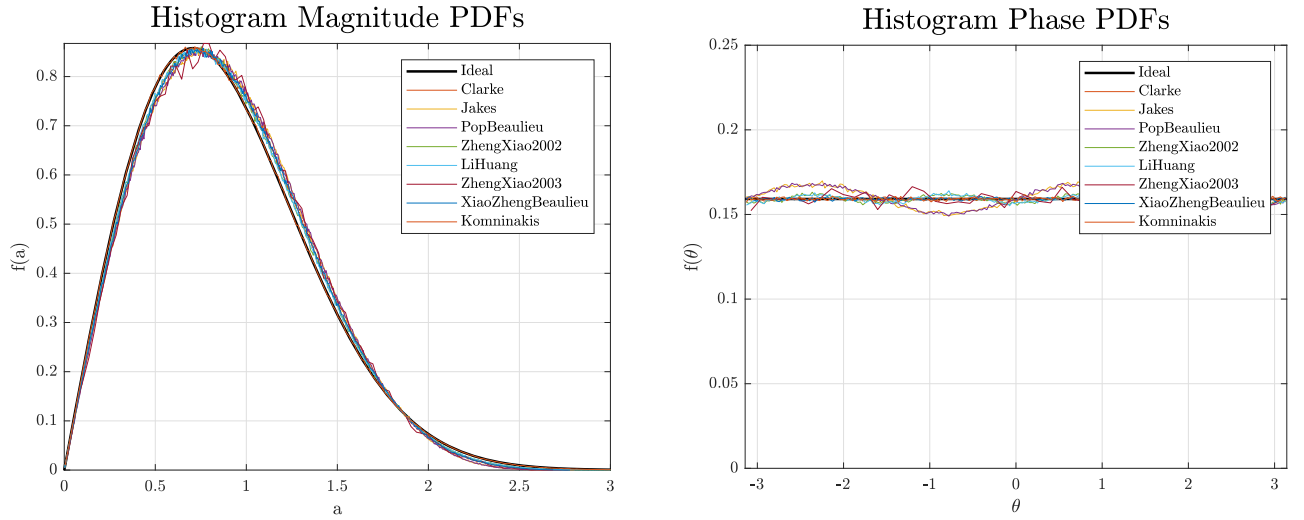 Histogram Magnitude PDFs
f(a)
0.8
0.7
0.6
0.5
0.4
0.3
0.2
0.1
0
0 0.5 1 1.5 2 2.5 3
a
Ideal
Clarke
Jakes
PopBeaulieu
ZhengXiao2002
LiHuang
ZhengXiao2003
XiaoZhengBeaulieu
Komninakis
Histogram Phase PDFs
f(θ)
0.25
0.2
0.15
0.1
0.05
0
-3 -2 -1 0 1 2 3
θ
Ideal
Clarke
Jakes
PopBeaulieu
ZhengXiao2002
LiHuang
ZhengXiao2003
XiaoZhengBeaulieu
Komninakis